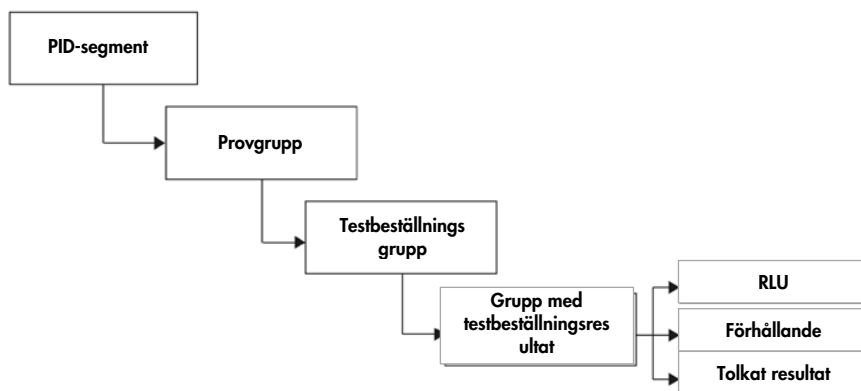 PID-segment
Provgrupp
Testbeställnings
grupp
Grupp med
testbeställningsres
ultat
RLU
Förhållande
Tolkat resultat